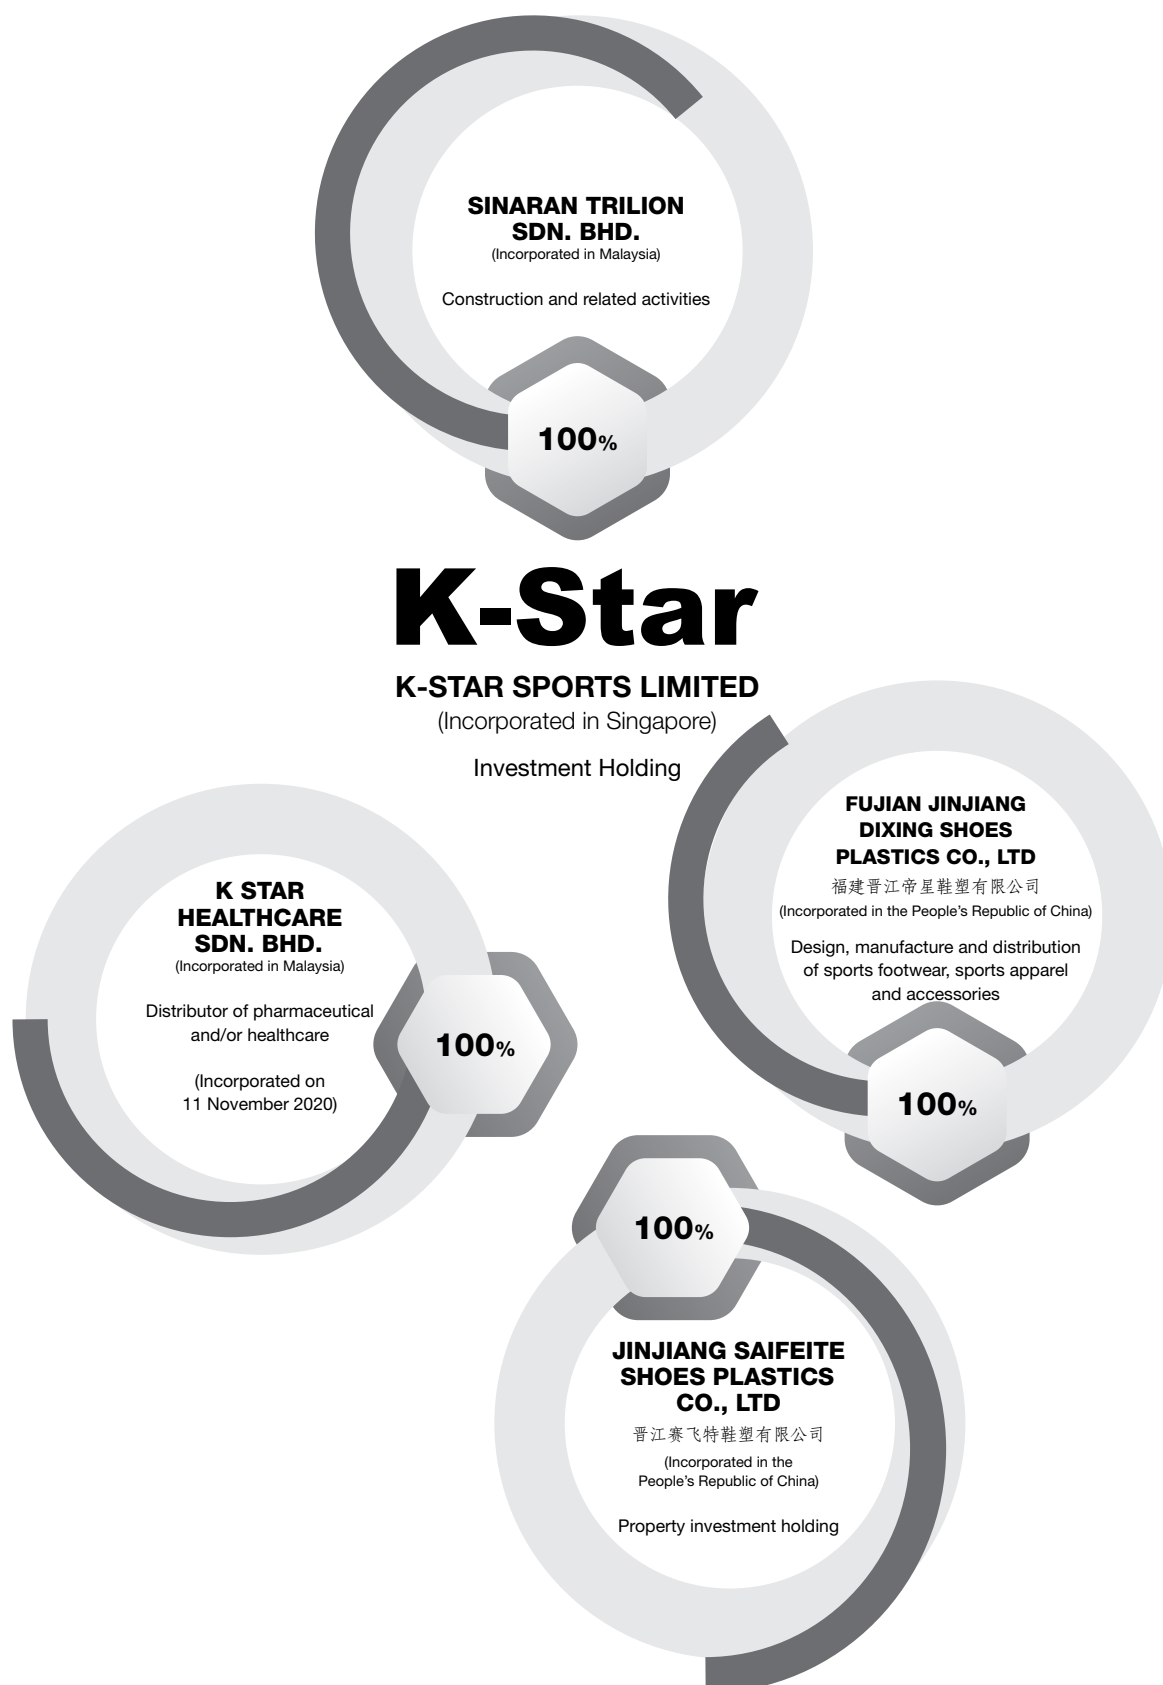 SINARAN TRILION
SDN. BHD.
(Incorporated in Malaysia)
Construction and related activities
100%
K-Star
K-STAR SPORTS LIMITED
(Incorporated in Singapore)
Investment Holding
K STAR
HEALTHCARE
SDN. BHD.
(Incorporated in Malaysia)
Distributor of pharmaceutical
and/or healthcare
(Incorporated on
11 November 2020)
100%
FUJIAN JINJIANG
DIXING SHOES
PLASTICS CO., LTD
福建晋江帝星鞋塑有限公司
(Incorporated in the People's Republic of China)
Design, manufacture and distribution
of sports footwear, sports apparel
and accessories
100%
100%
JINJIANG SAIFEITE
SHOES PLASTICS
CO., LTD
晋江赛飞特鞋塑有限公司
(Incorporated in the
People's Republic of China)
Property investment holding